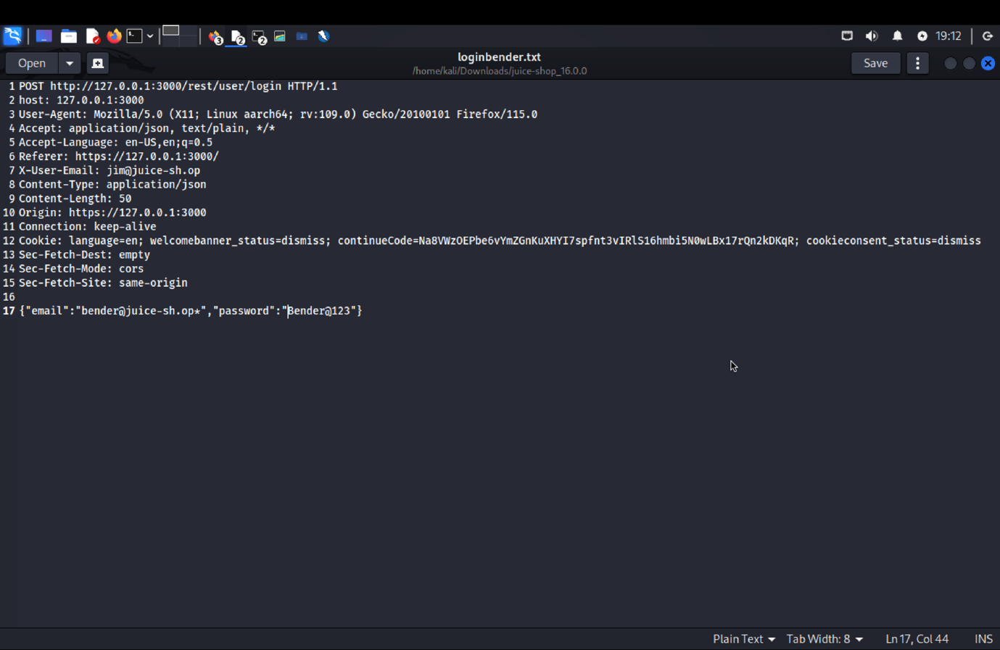 3
2
2
19:12
Open
loginbender.txt
/home/kali/Downloads/juice-shop_16.0.0
Save
1 POST http://127.0.0.1:3000/rest/user/login HTTP/1.1
2 host: 127.0.0.1:3000
3 User-Agent: Mozilla/5.0 (X11; Linux aarch64; rv:109.0) Gecko/20100101 Firefox/115.0
4 Accept: application/json, text/plain, */*
5 Accept-Language: en-US,en;q=0.5
6 Referer: https://127.0.0.1:3000/
7 X-User-Email: jim@juice-sh.op
8 Content-Type: application/json
9 Content-Length: 50
10 Origin: https://127.0.0.1:3000
11 Connection: keep-alive
12 Cookie: language=en; welcomebanner_status=dismiss; continueCode=Na8VWzOEPbe6vYmZGnKuXHYI7spfnt3vIRlS16hmbi5N0wLBx17rQn2kDKqR; cookieconsent_status=dismiss
13 Sec-Fetch-Dest: empty
14 Sec-Fetch-Mode: cors
15 Sec-Fetch-Site: same-origin
16
17 {"email":"bender@juice-sh.op*","password":"Bender@123"}
Plain Text
Tab Width: 8
Ln 17, Col 44
INS